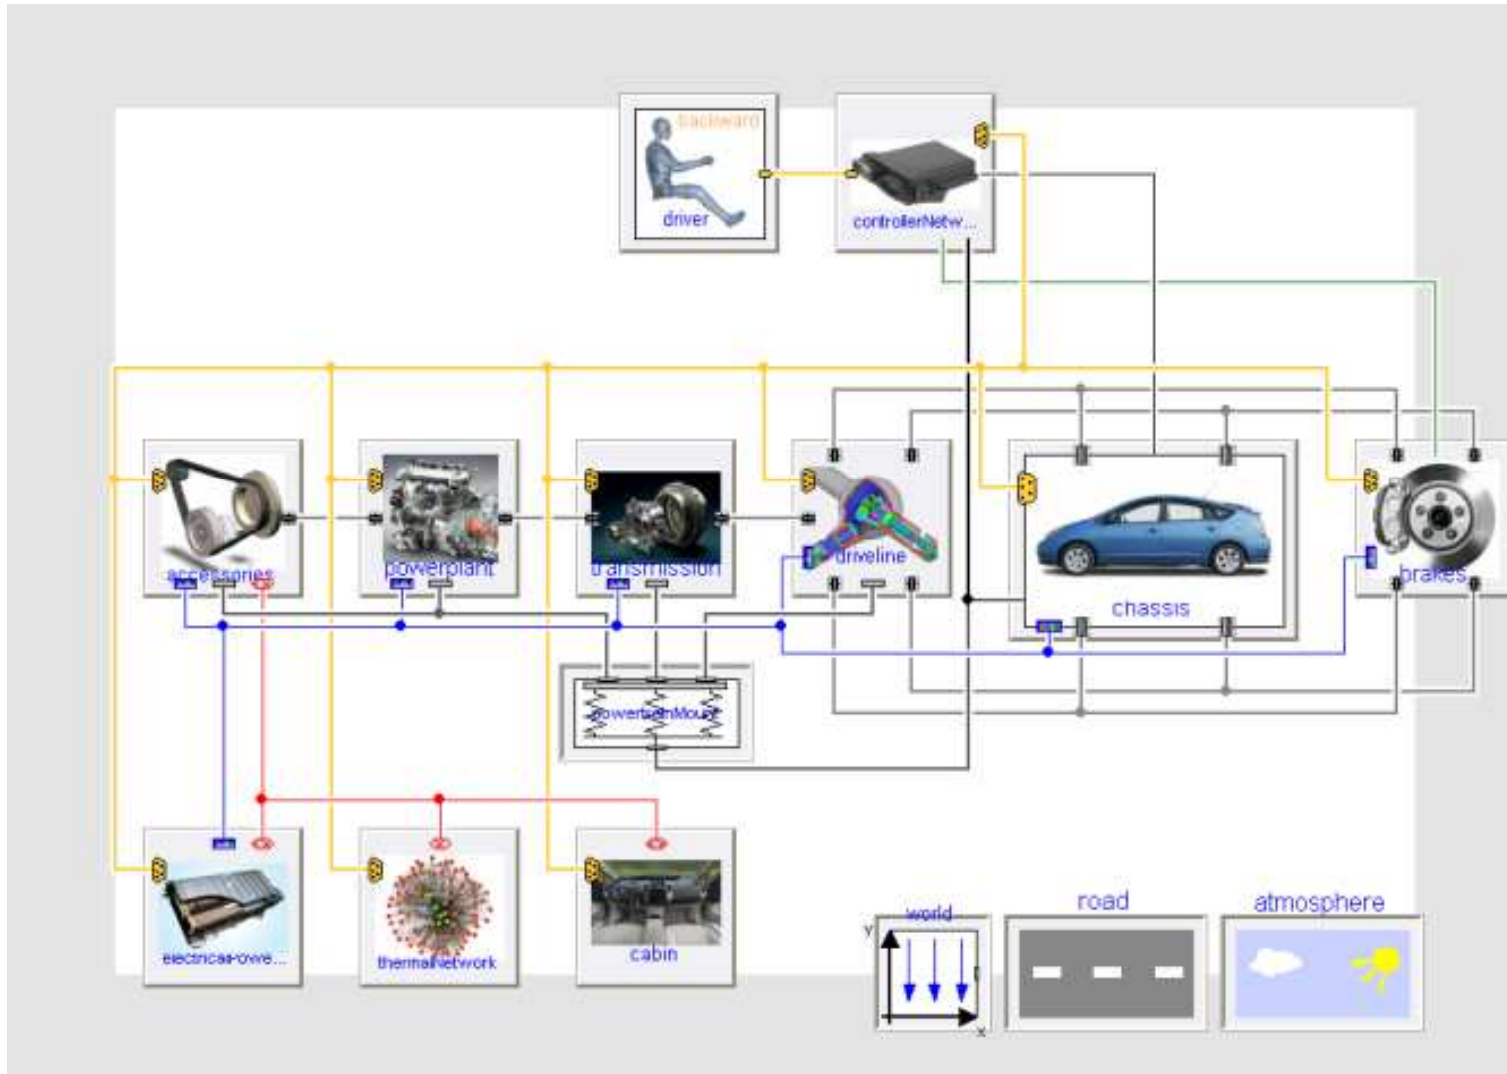 backward
driver
controllerNetw...
accessories
powerplant
transmission
driveline
chassis
brakes
powertrainMount
electricalPowe...
thermalNetwork
cabin
world
y
x
road
atmosphere